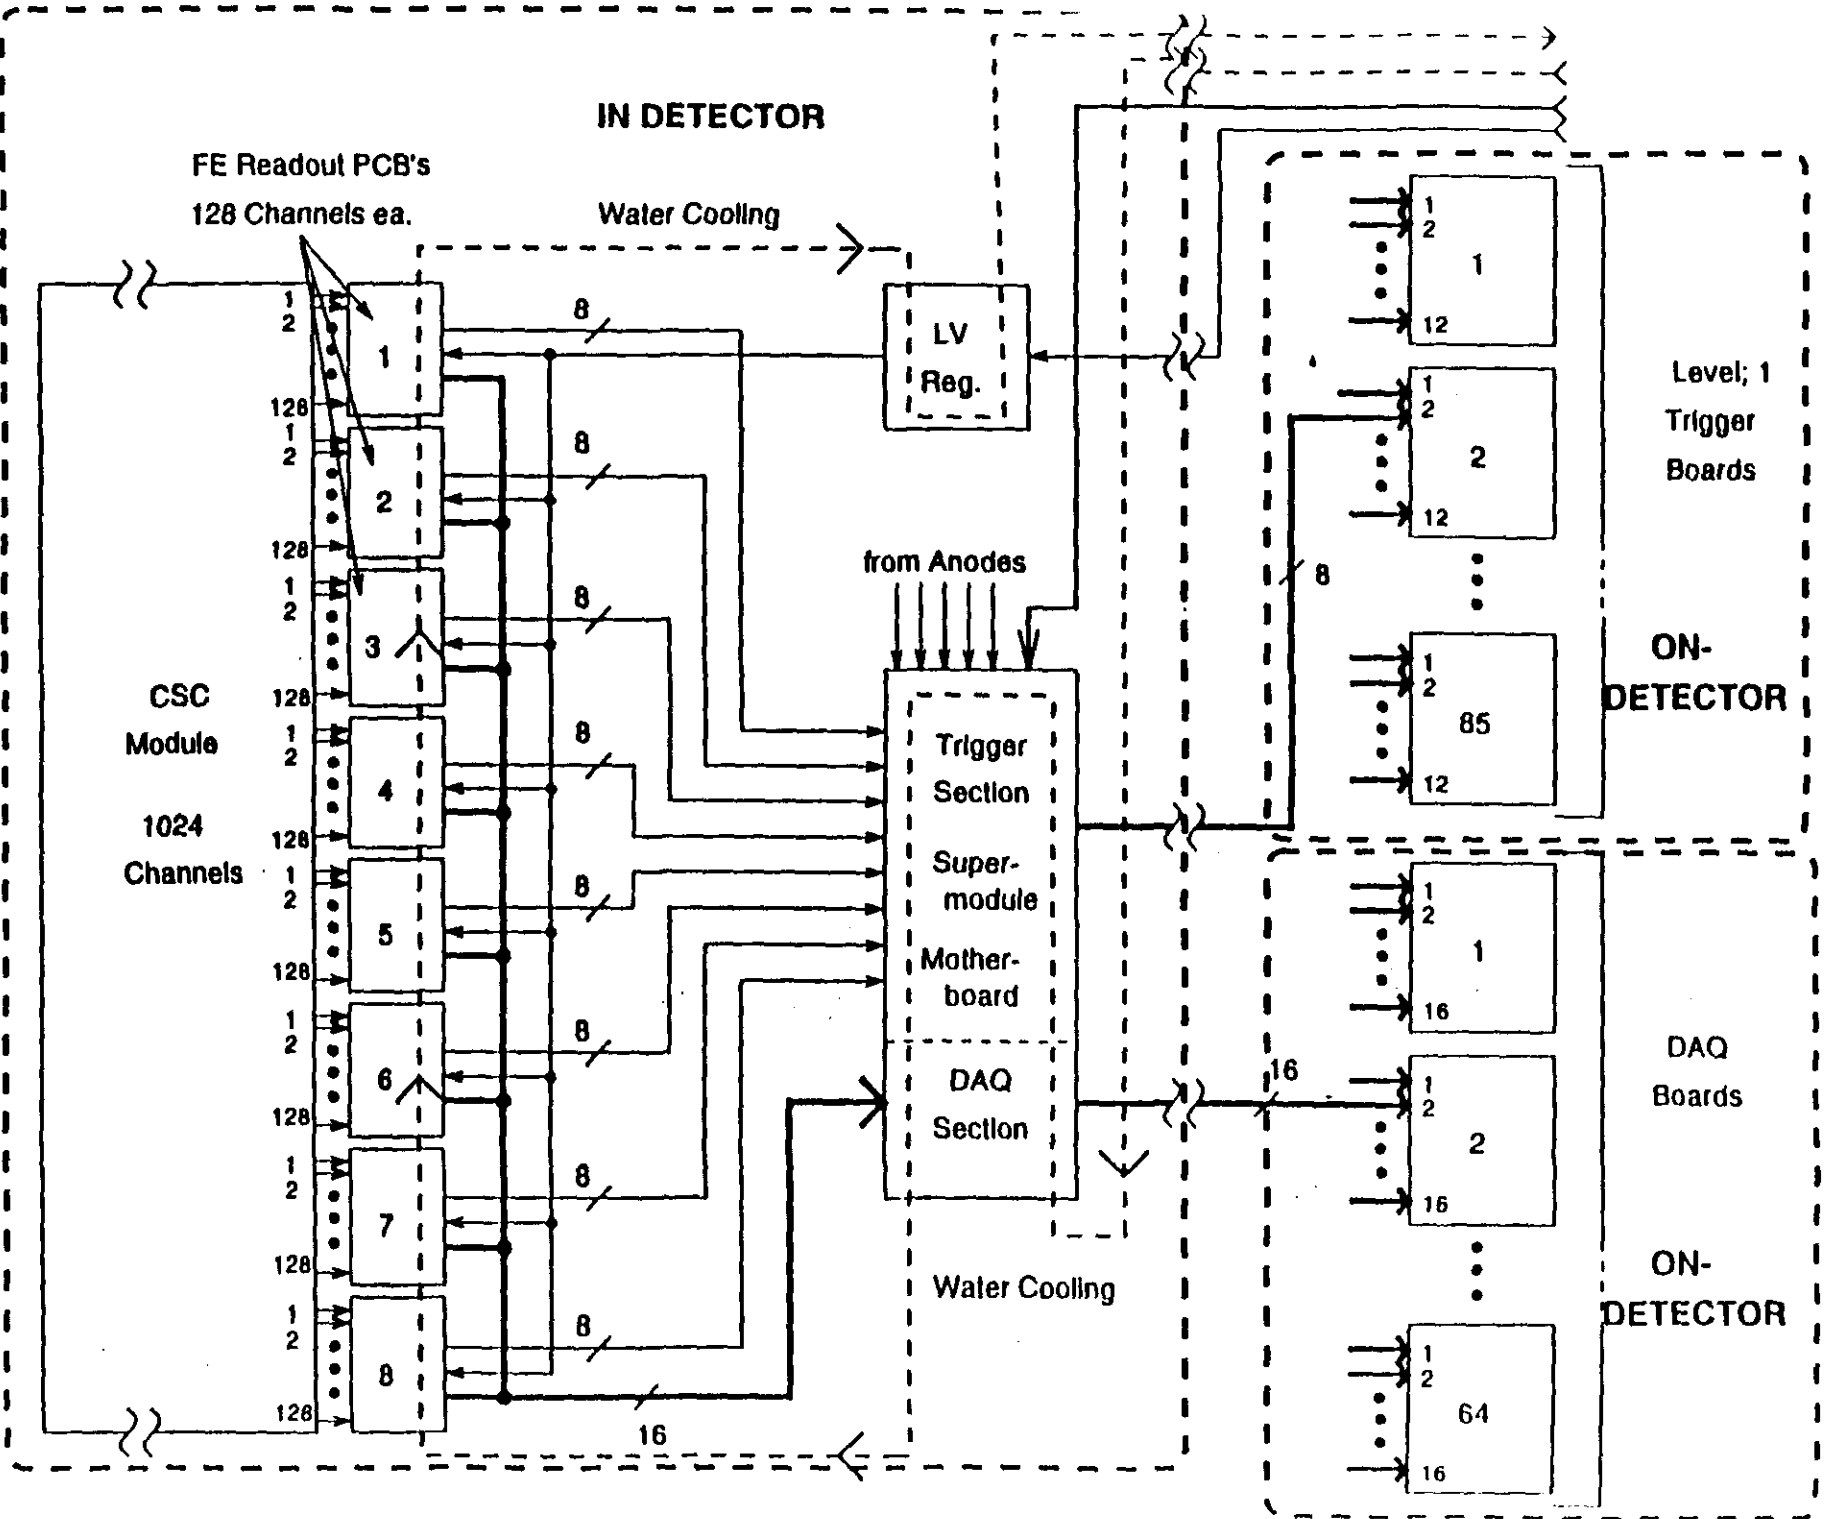 IN DETECTOR
FE Readout PCB's
128 Channels ea.
Water Cooling
CSC
Module
1024
Channels
1
2
128
1
8
1
2
128
2
8
1
2
128
3
8
1
2
128
4
8
1
2
128
5
8
1
2
128
6
8
1
2
128
7
8
1
2
128
8
8
16
LV
Reg.
from Anodes
Trigger
Section
Super-
module
Mother-
board
DAQ
Section
Water Cooling
8
16
1
2
12
1
1
2
12
2
1
2
12
85
Level; 1
Trigger
Boards
ON-
DETECTOR
1
2
16
1
1
2
16
2
1
2
16
64
DAQ
Boards
ON-
DETECTOR